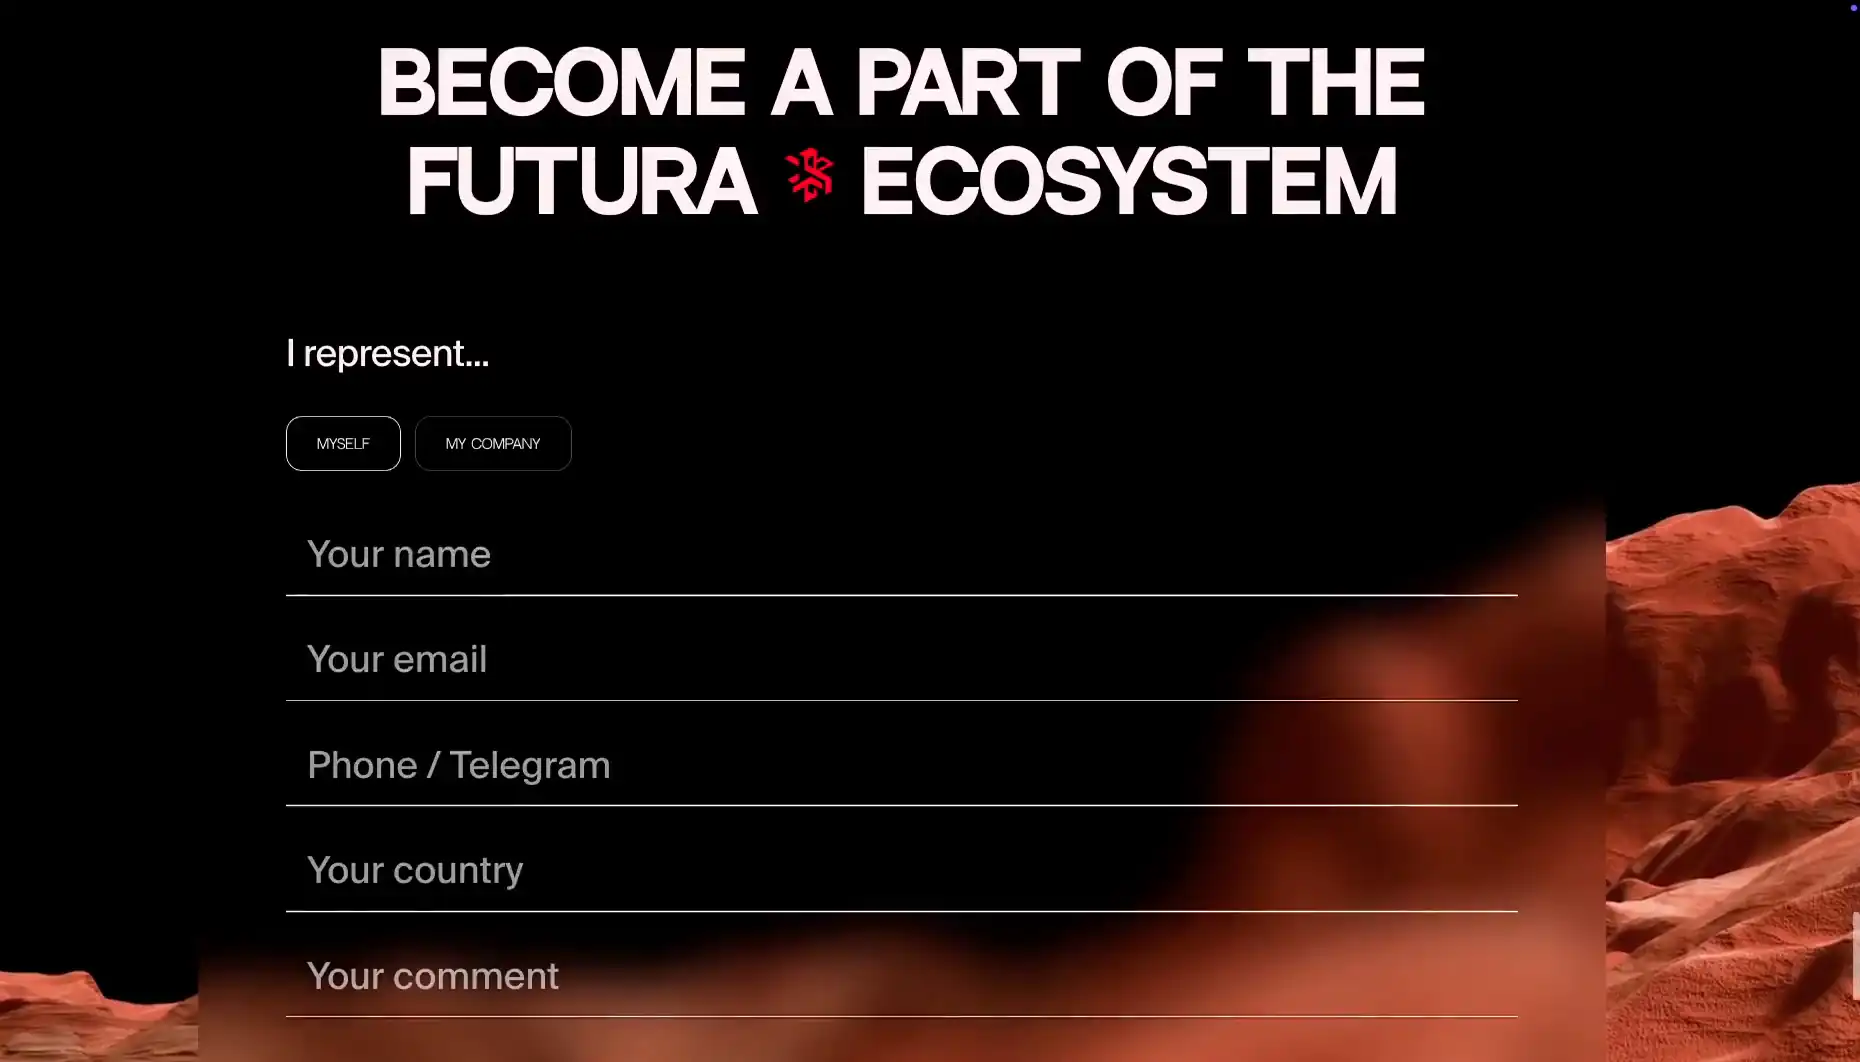 BECOME A PART OF THE
FUTURA ECOSYSTEM
I represent...
MYSELF
MY COMPANY
Your name
Your email
Phone / Telegram
Your country
Your comment